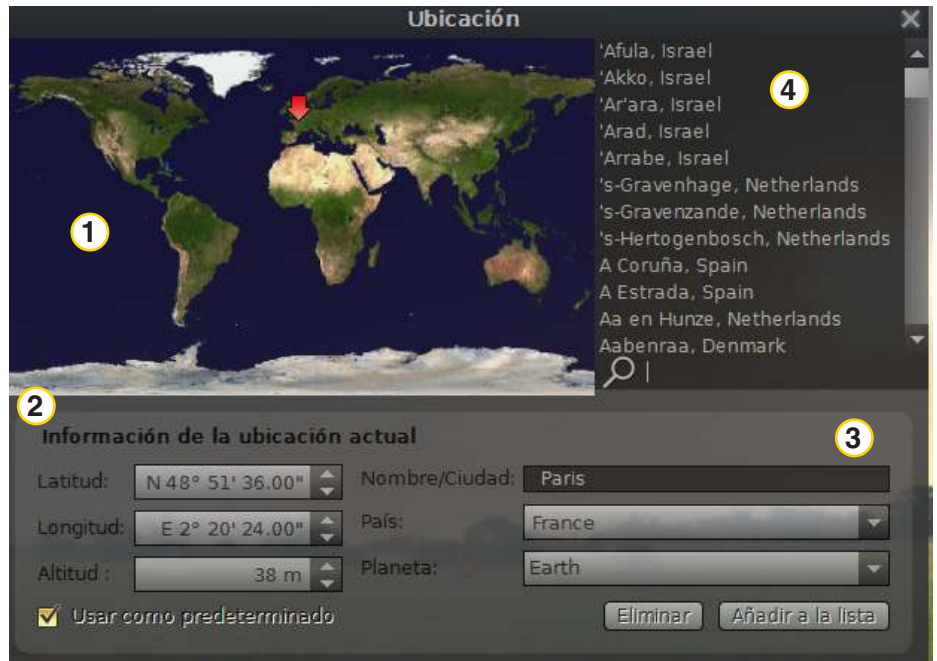 Ubicación
'Afula, Israel
'Akko, Israel
4
'Ar'ara, Israel
'Arad, Israel
'Arrabe, Israel
's-Gravenhage, Netherlands
's-Gravenzande, Netherlands
1
's-Hertogenbosch, Netherlands
A Coruña, Spain
A Estrada, Spain
Aa en Hunze, Netherlands
Aabenraa, Denmark
2
Información de la ubicación actual
3
Latitud: N 48° 51' 36.00"
Nombre/Ciudad: Paris
Longitud: E 2° 20' 24.00"
País: France
Altitud : 38 m
Planeta: Earth
Usar como predeterminado
Eliminar
Añadir a la lista